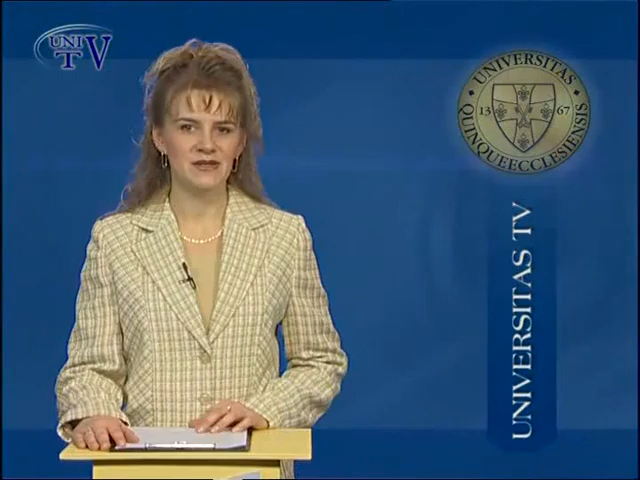 UNI
TV
UNIVERSITAS
13 67
QUINQUEECCLESIENSIS
UNIVERSITAS TV